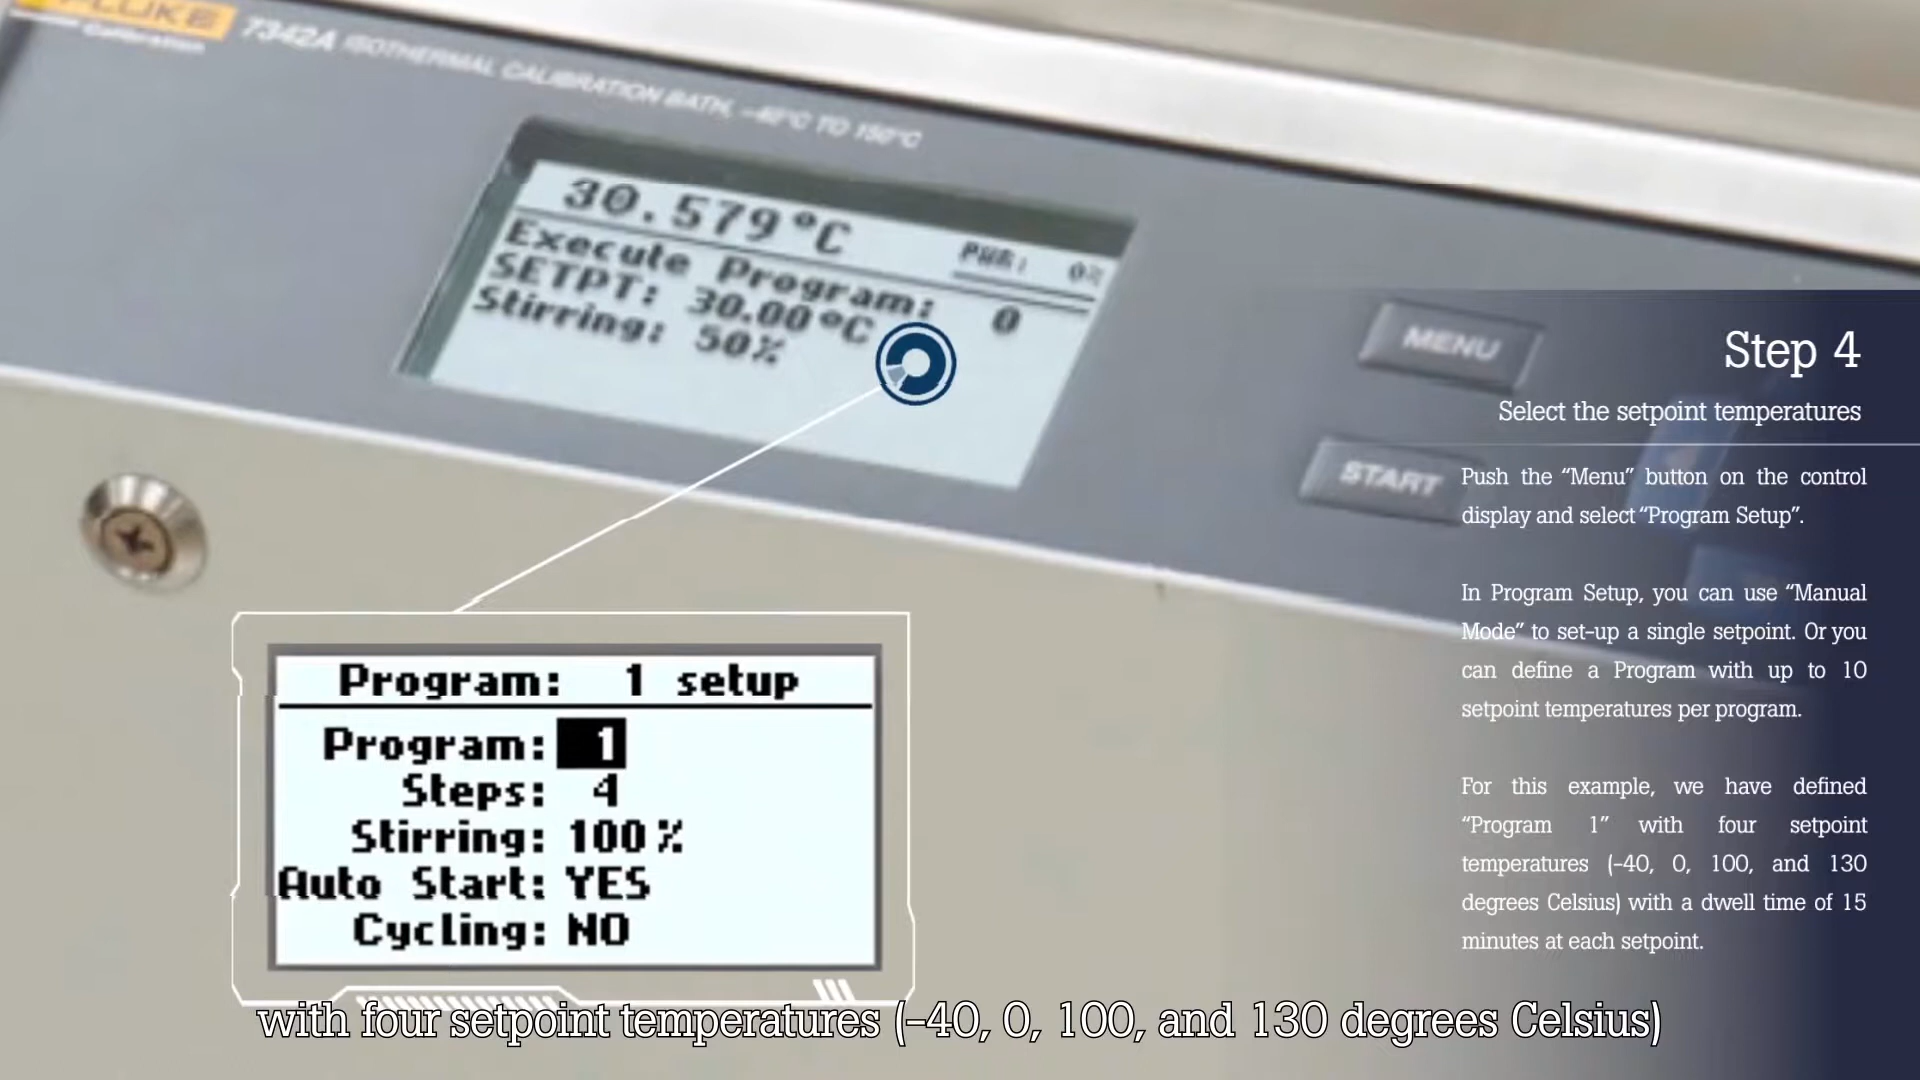 FLUKE
Calibration
7342A ISOTHERMAL CALIBRATION BATH, -40°C TO 150°C
30.579°C
PWR: 0%
Execute Program: 0
SETPT: 30.00°C
Stirring: 50%
MENU
START
Step 4
Select the setpoint temperatures
Push the “Menu” button on the control
display and select “Program Setup”.
In Program Setup, you can use “Manual
Mode” to set-up a single setpoint. Or you
can define a Program with up to 10
setpoint temperatures per program.
For this example, we have defined
“Program 1” with four setpoint
temperatures (-40, 0, 100, and 130
degrees Celsius) with a dwell time of 15
minutes at each setpoint.
Program: 1 setup
Program: 1
Steps: 4
Stirring: 100 %
Auto Start: YES
Cycling: NO
with four setpoint temperatures (-40, 0, 100, and 130 degrees Celsius)